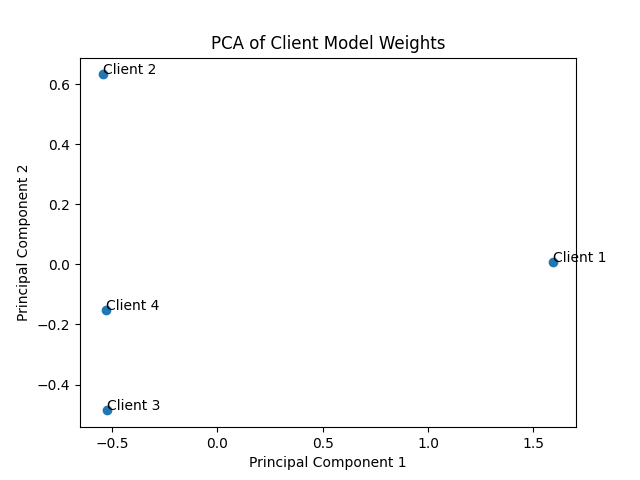 PCA of Client Model Weights
Client 2
0.6
0.4
0.2
Principal Component 2
0.0
Client 1
Client 4
−0.2
−0.4
Client 3
−0.5
0.0
0.5
1.0
1.5
Principal Component 1